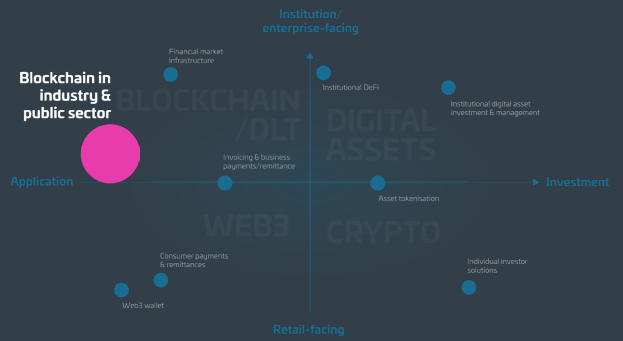 Institution/
enterprise-facing
Financial market
infrastructure
Blockchain in
industry &
public sector
Institutional DeFi
Institutional digital asset
investment & management
BLOCKCHAIN
/DLT
DIGITAL
ASSETS
Invoicing & business
payments/remittance
Application
Investment
Asset tokenisation
WEB3
CRYPTO
Consumer payments
& remittances
Individual investor
solutions
Web3 wallet
Retail-facing